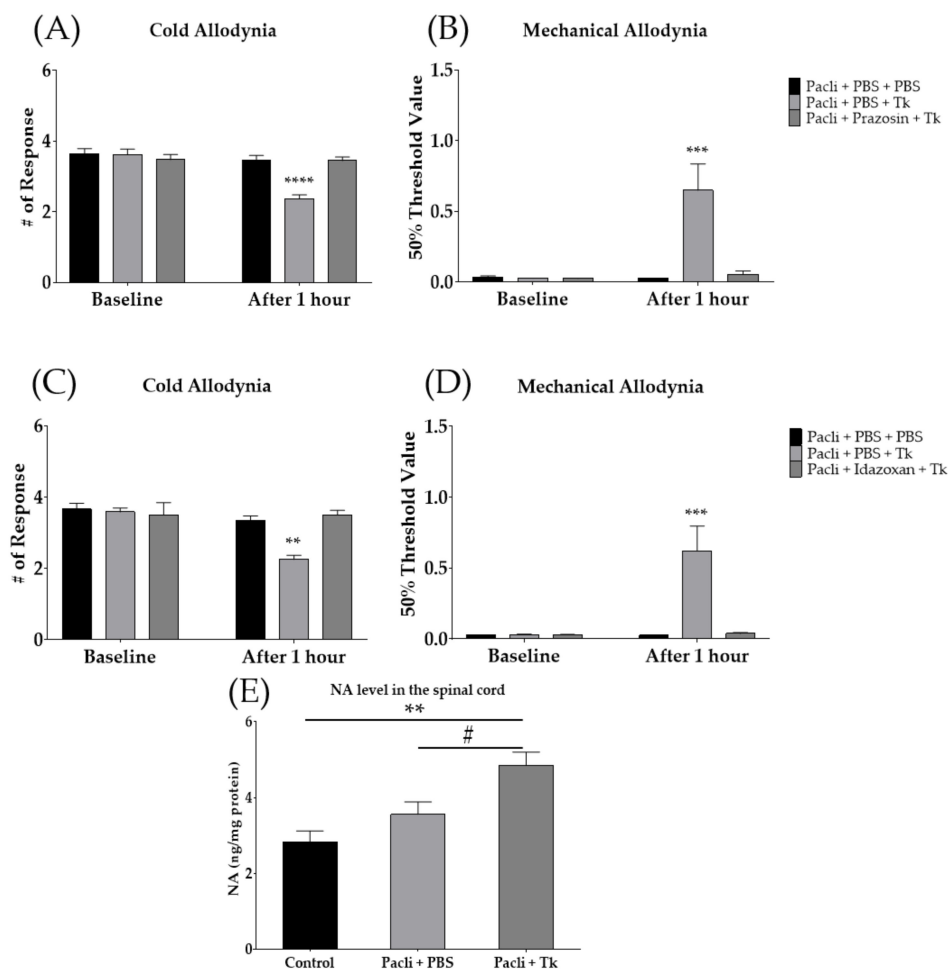 (A)
Cold Allodynia
# of Response
6
4
2
0
****
Baseline
After 1 hour
(B)
Mechanical Allodynia
50% Threshold Value
1.5
1.0
0.5
0.0
***
Baseline
After 1 hour
Pacli + PBS + PBS
Pacli + PBS + Tk
Pacli + Prazosin + Tk
(C)
Cold Allodynia
# of Response
6
4
2
0
**
Baseline
After 1 hour
(D)
Mechanical Allodynia
50% Threshold Value
1.5
1.0
0.5
0.0
***
Baseline
After 1 hour
Pacli + PBS + PBS
Pacli + PBS + Tk
Pacli + Idazoxan + Tk
(E)
NA level in the spinal cord
NA (ng/mg protein)
6
4
2
0
**
#
Control
Pacli + PBS
Pacli + Tk